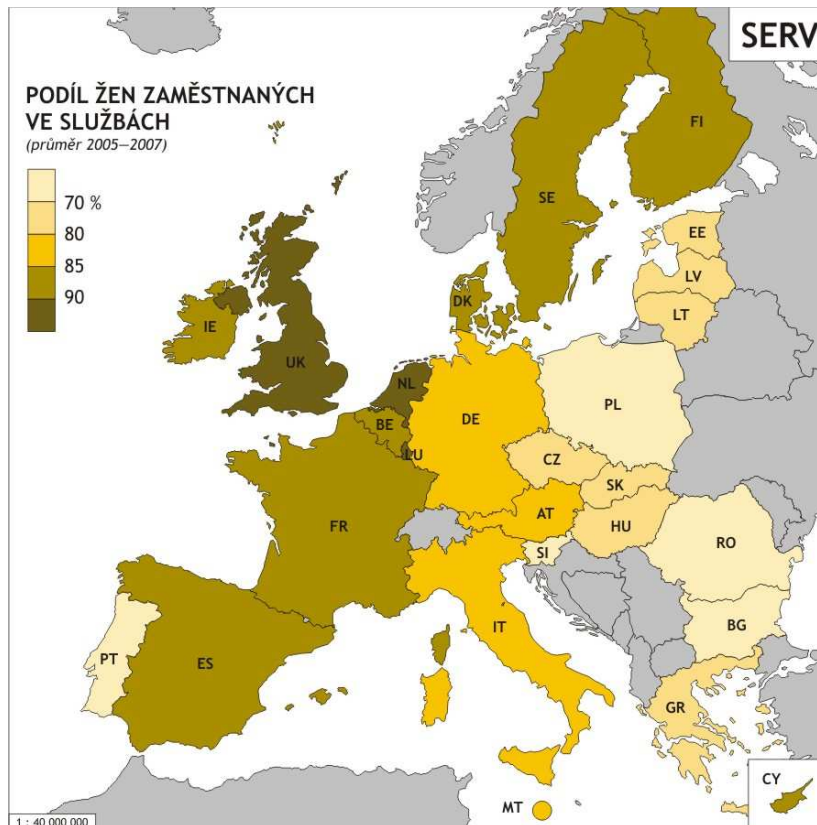 SERV
PODÍL ŽEN ZAMĚSTNANÝCH
VE SLUŽBÁCH
(průměr 2005–2007)
70 %
80
85
90
FI
SE
EE
LV
LT
DK
IE
UK
NL
BE
LU
DE
PL
CZ
SK
AT
HU
FR
SI
RO
IT
BG
PT
ES
GR
CY
MT
1 : 40 000 000